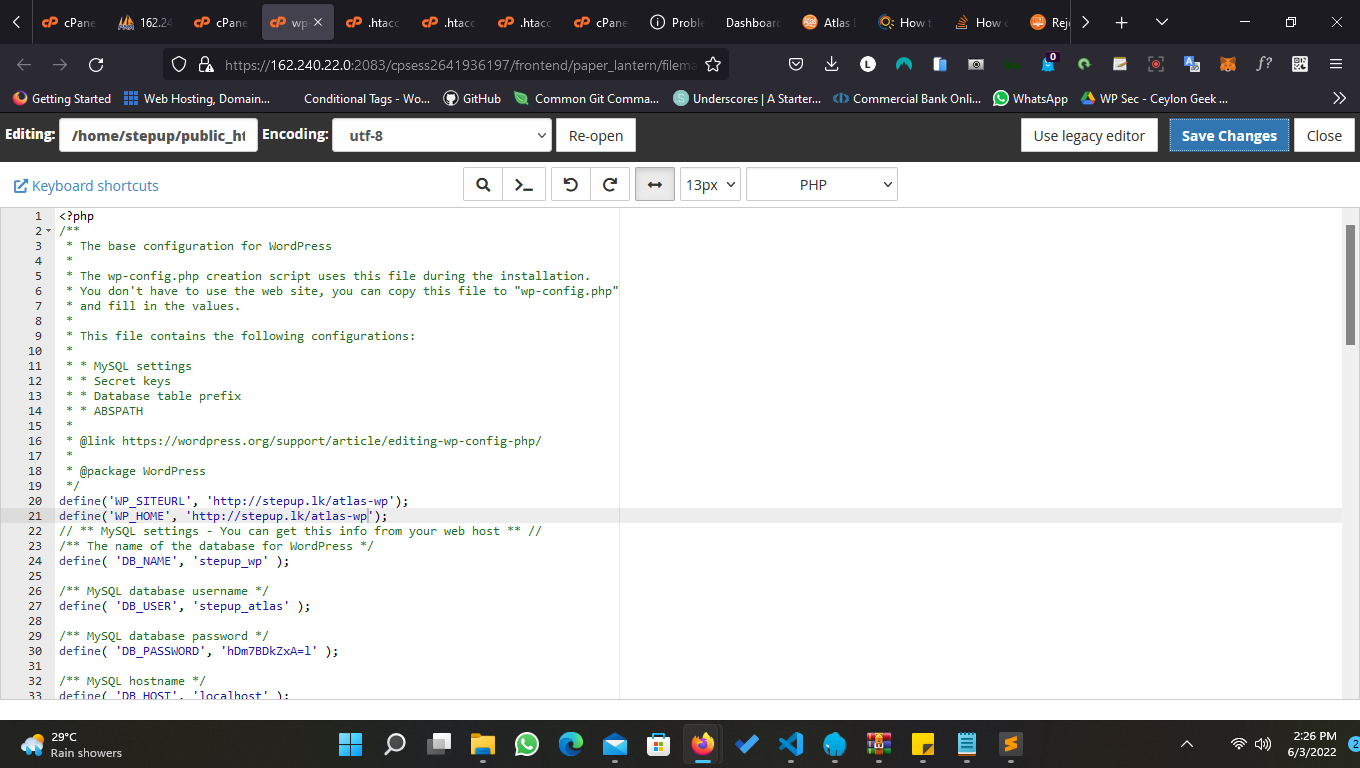 cPane
162.24
cPane
wp-
.htacc
.htacc
.htacc
cPane
Proble
Dashboard
Atlas
How t
How
Rej
https://162.240.22.0:2083/cpsess2641936197/frontend/paper_lantern/filema
0
Getting Started
Web Hosting, Domain...
Conditional Tags - Wo...
GitHub
Common Git Comma...
Underscores | A Starter...
Commercial Bank Onli...
WhatsApp
WP Sec - Ceylon Geek ...
Editing: /home/stepup/public_ht Encoding: utf-8 Re-open Use legacy editor Save Changes Close
Keyboard shortcuts 13px PHP
1 <?php
2 /**
3  * The base configuration for WordPress
4  *
5  * The wp-config.php creation script uses this file during the installation.
6  * You don't have to use the web site, you can copy this file to "wp-config.php"
7  * and fill in the values.
8  *
9  * This file contains the following configurations:
10  *
11  * * MySQL settings
12  * * Secret keys
13  * * Database table prefix
14  * * ABSPATH
15  *
16  * @link https://wordpress.org/support/article/editing-wp-config-php/
17  *
18  * @package WordPress
19  */
20 define('WP_SITEURL', 'http://stepup.lk/atlas-wp');
21 define('WP_HOME', 'http://stepup.lk/atlas-wp');
22 // ** MySQL settings - You can get this info from your web host ** //
23 /** The name of the database for WordPress */
24 define( 'DB_NAME', 'stepup_wp' );
25
26 /** MySQL database username */
27 define( 'DB_USER', 'stepup_atlas' );
28
29 /** MySQL database password */
30 define( 'DB_PASSWORD', 'hDm7BDkZxA=l' );
31
32 /** MySQL hostname */
33 define( 'DB_HOST', 'localhost' );
29°C
Rain showers
2:26 PM
6/3/2022
2